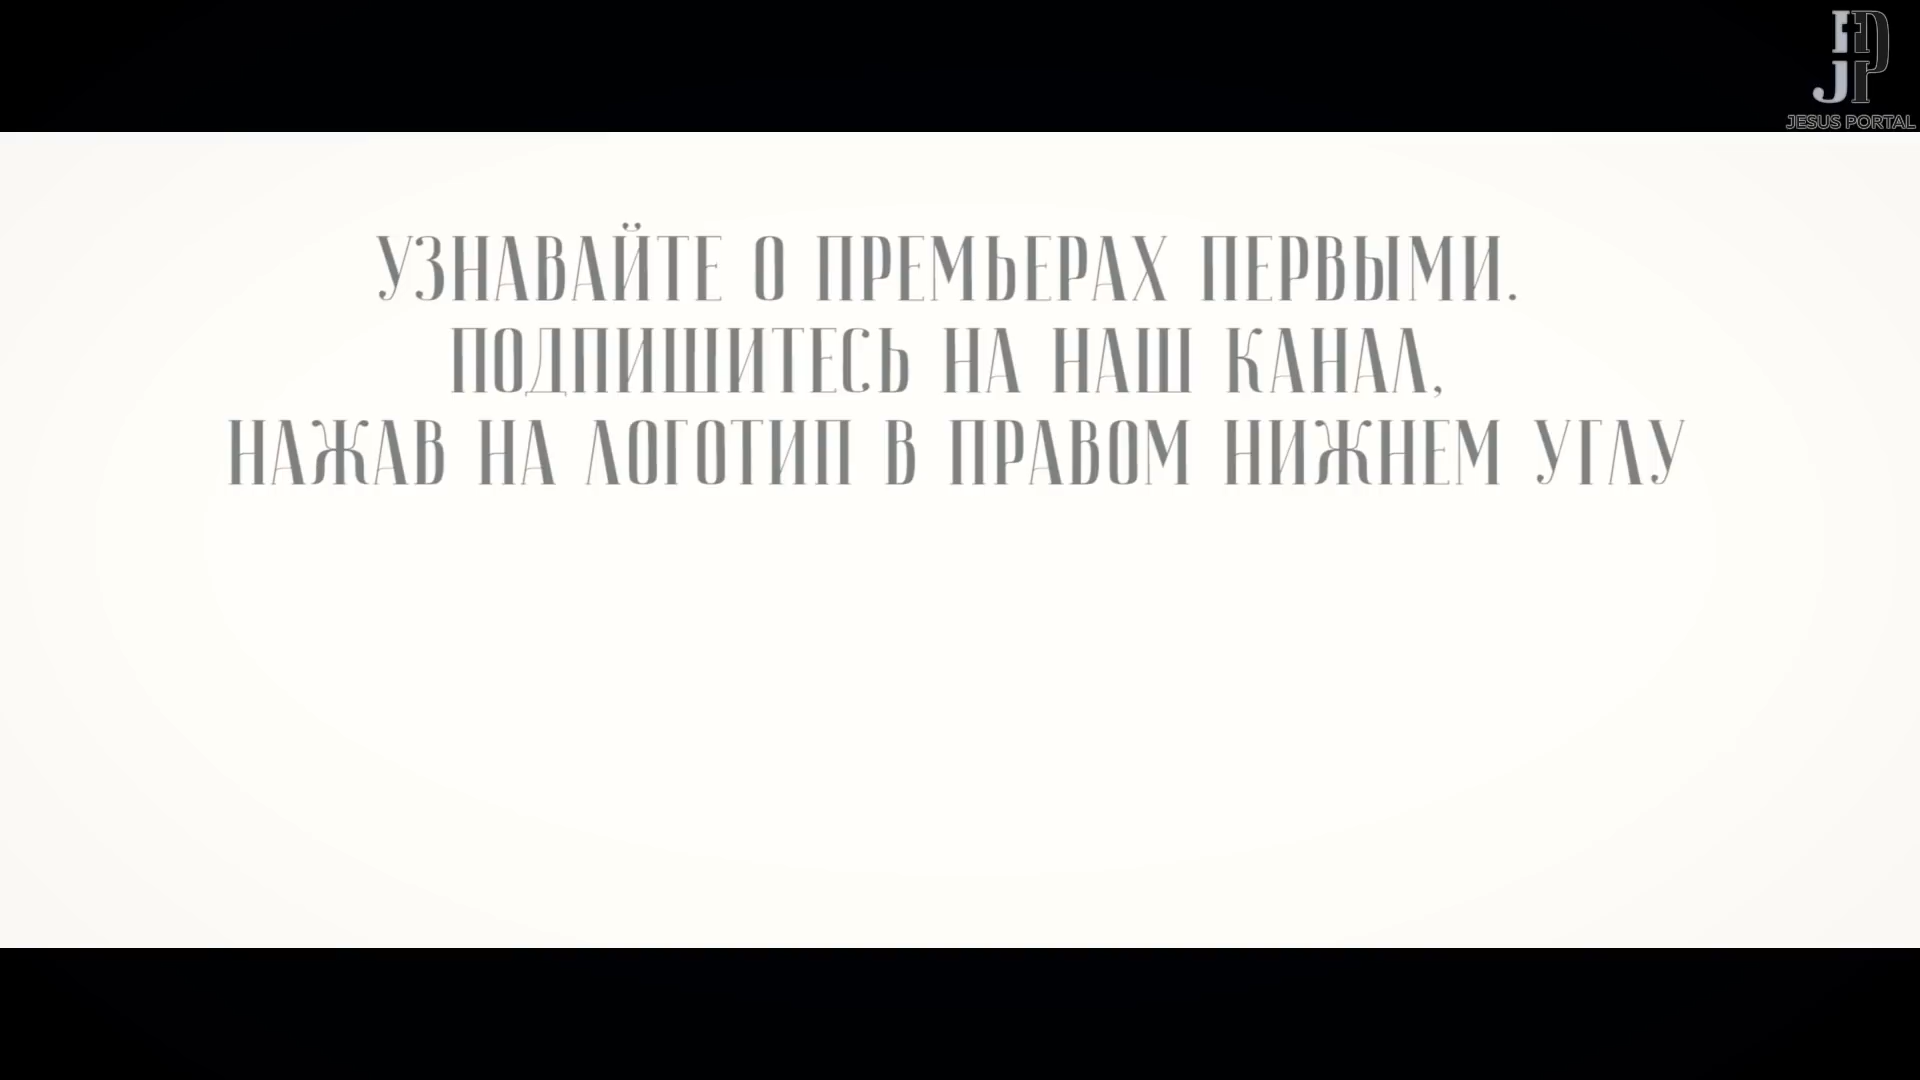 JESUS PORTAL
УЗНАВАЙТЕ О ПРЕМЬЕРАХ ПЕРВЫМИ.
ПОДПИШИТЕСЬ НА НАШ КАНАЛ,
НАЖАВ НА ЛОГОТИП В ПРАВОМ НИЖНЕМ УГЛУ